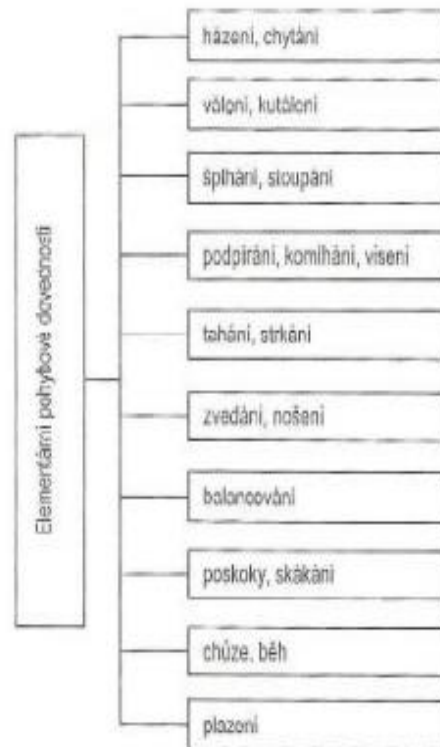 Elementární pohybové dovednosti
házení, chytání
válení, kutálení
šplhání, stoupání
podpírání, komíhání, visení
tahání, strkání
zvedání, nošení
balancování
poskoky, skákání
chůze, běh
plazení